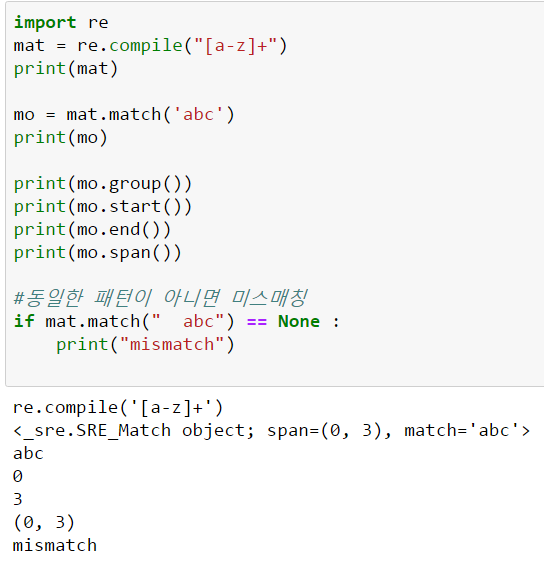 import re
mat = re.compile("[a-z]+")
print(mat)
mo = mat.match('abc')
print(mo)
print(mo.group())
print(mo.start())
print(mo.end())
print(mo.span())
#동일한 패턴이 아니면 미스매칭
if mat.match("  abc") == None :
    print("mismatch")
re.compile('[a-z]+')
<_sre.SRE_Match object; span=(0, 3), match='abc'>
abc
0
3
(0, 3)
mismatch